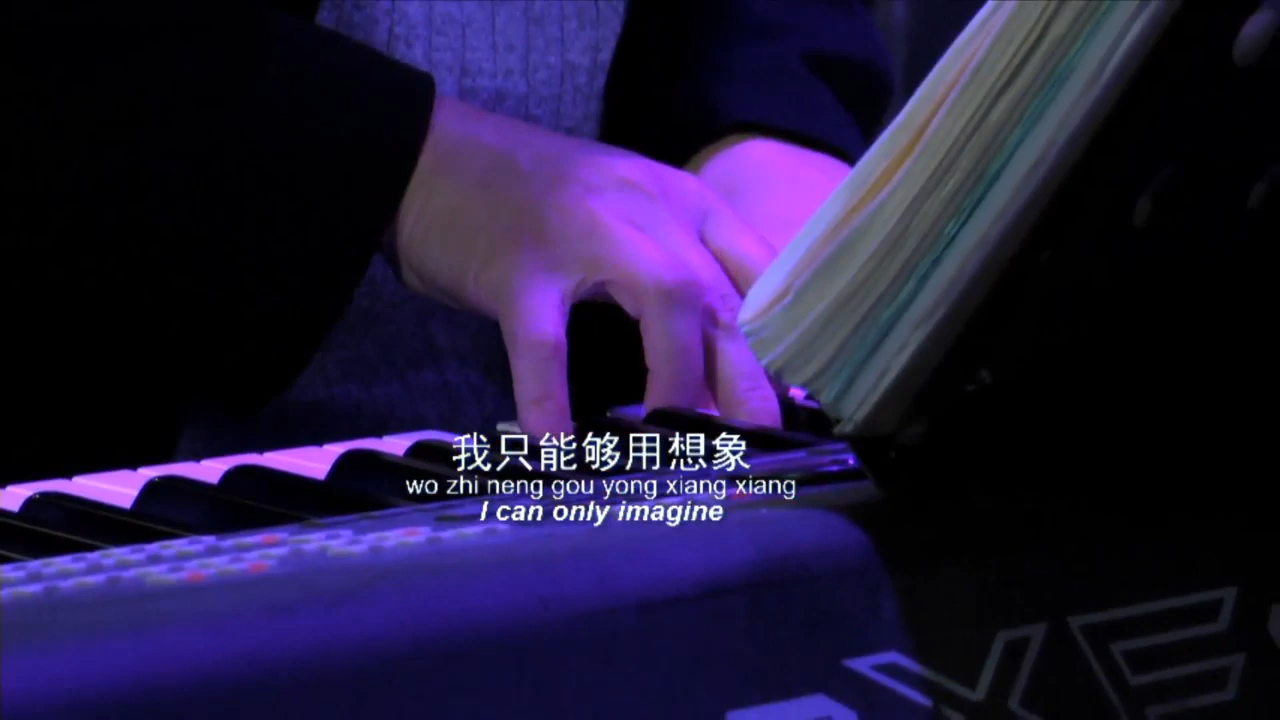 我只能够用想象
wo zhi neng gou yong xiang xiang
I can only imagine